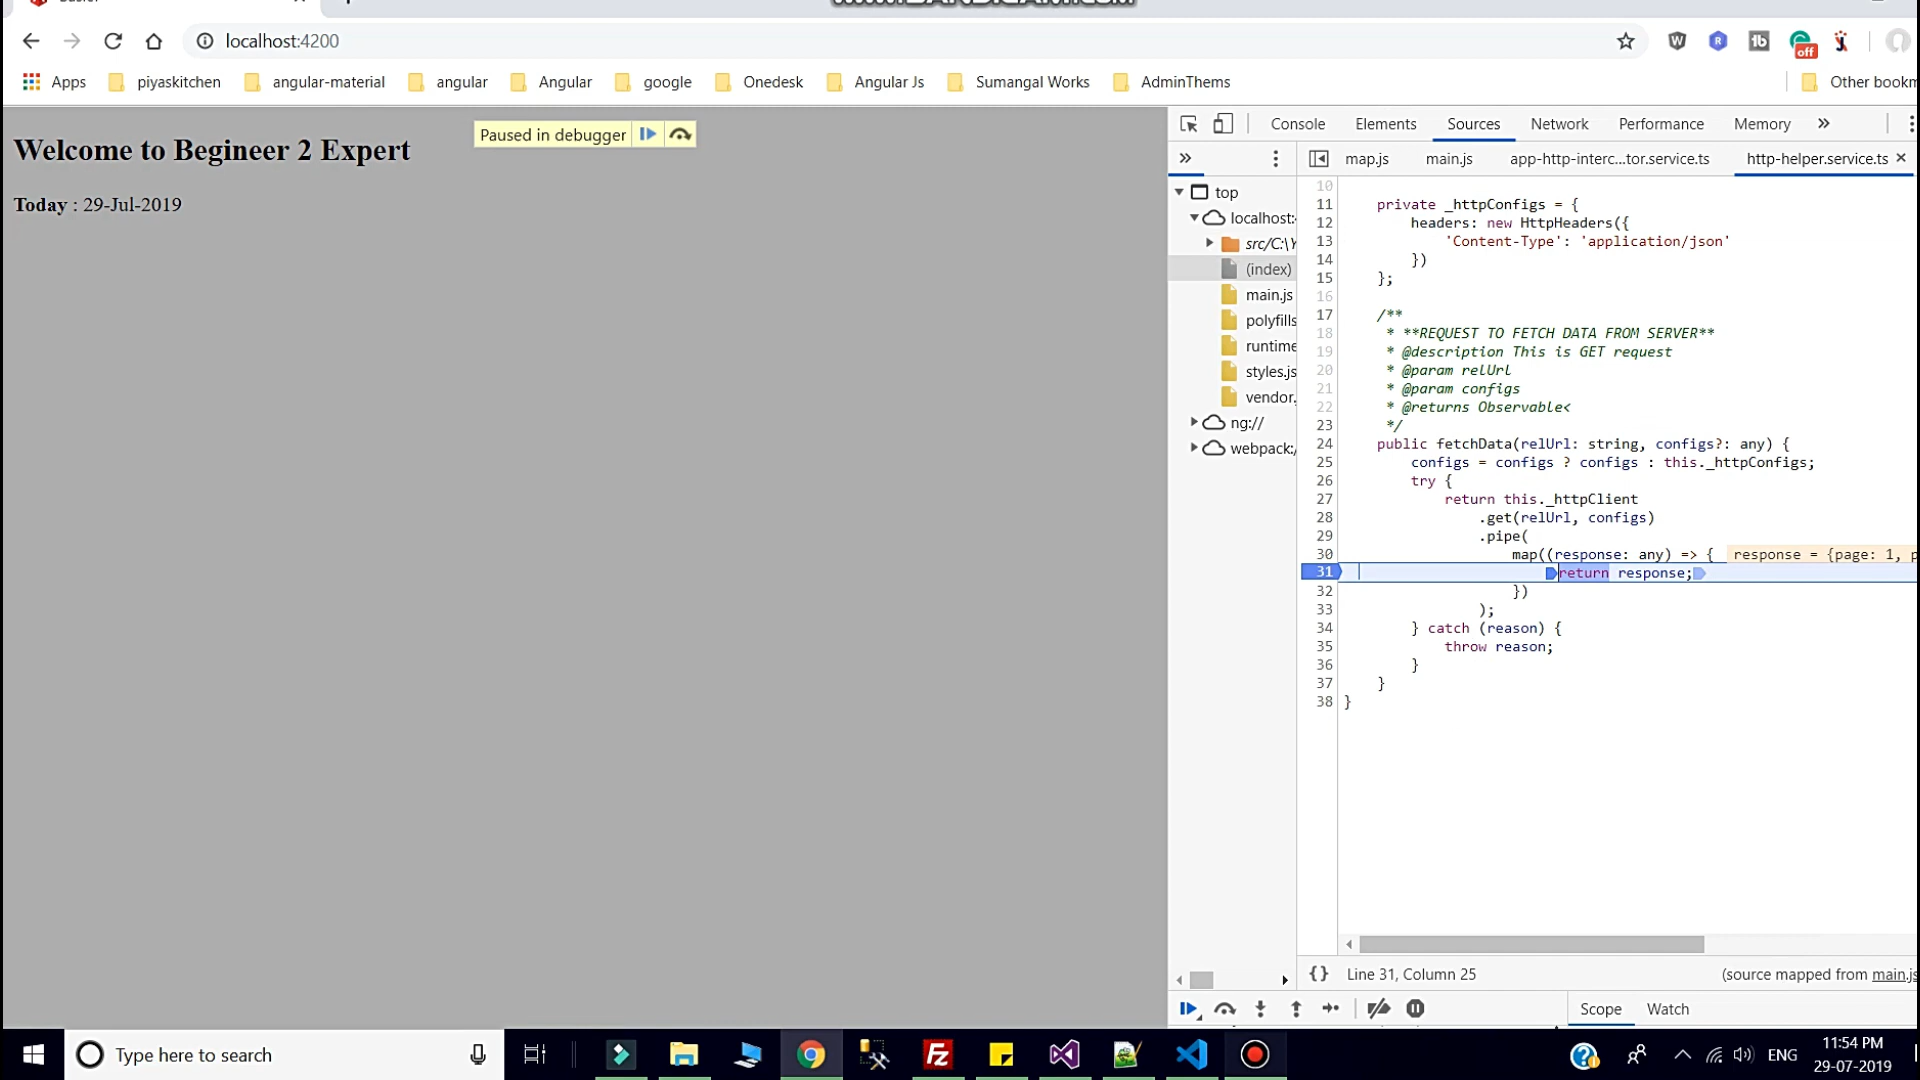 localhost:4200
Apps piyaskitchen angular-material angular Angular google Onedesk Angular Js Sumangal Works AdminThems Other bookm
Welcome to Begineer 2 Expert
Today : 29-Jul-2019
Paused in debugger
Console Elements Sources Network Performance Memory »
» map.js main.js app-http-interc...tor.service.ts http-helper.service.ts ×
top
localhost:
src/C:\Y
(index)
main.js
polyfills
runtime
styles.js
vendor.
ng://
webpack:/
10
11 private _httpConfigs = {
12 headers: new HttpHeaders({
13 'Content-Type': 'application/json'
14 })
15 };
16
17 /**
18 * **REQUEST TO FETCH DATA FROM SERVER**
19 * @description This is GET request
20 * @param relUrl
21 * @param configs
22 * @returns Observable<
23 */
24 public fetchData(relUrl: string, configs?: any) {
25 configs = configs ? configs : this._httpConfigs;
26 try {
27 return this._httpClient
28 .get(relUrl, configs)
29 .pipe(
30 map((response: any) => { response = {page: 1, p
31 return response;
32 })
33 );
34 } catch (reason) {
35 throw reason;
36 }
37 }
38 }
{} Line 31, Column 25 (source mapped from main.js
Scope Watch
Type here to search
ENG
11:54 PM
29-07-2019